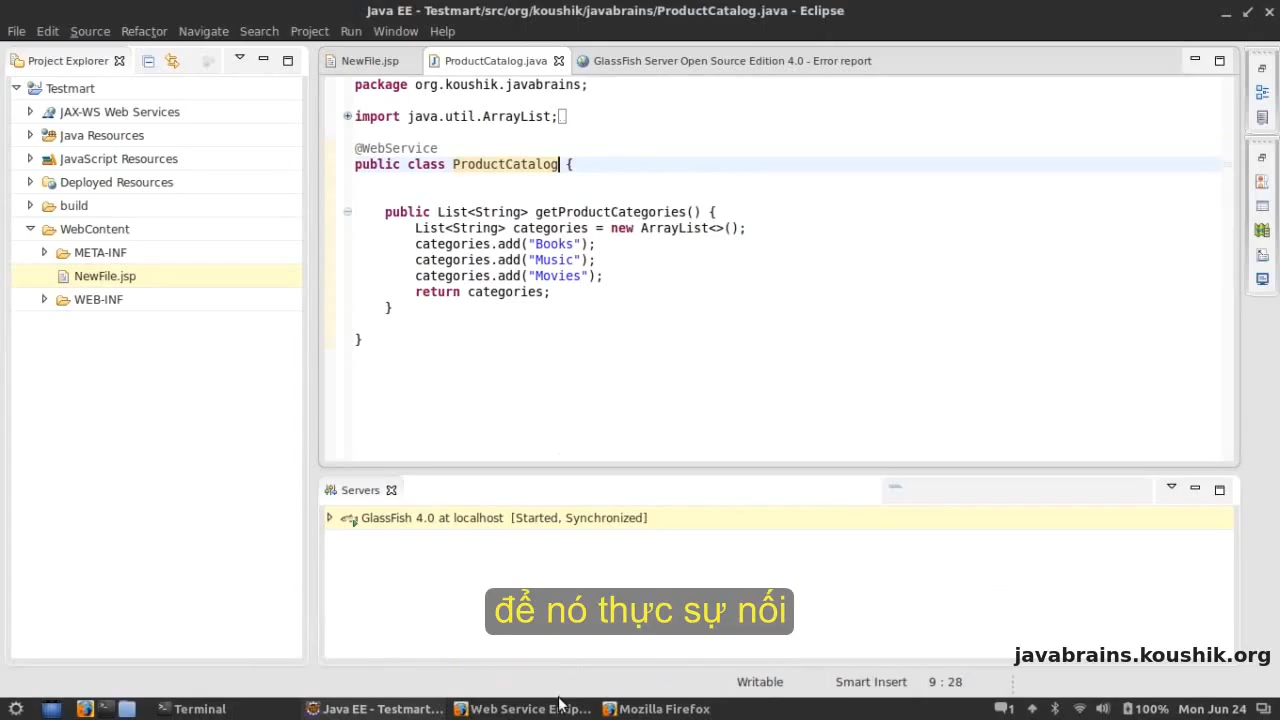 Java EE - Testmart/src/org/koushik/javabrains/ProductCatalog.java - Eclipse
File Edit Source Refactor Navigate Search Project Run Window Help
Project Explorer
NewFile.jsp
ProductCatalog.java
GlassFish Server Open Source Edition 4.0 - Error report
Testmart
JAX-WS Web Services
Java Resources
JavaScript Resources
Deployed Resources
build
WebContent
META-INF
NewFile.jsp
WEB-INF
package org.koushik.javabrains;
import java.util.ArrayList;
@WebService
public class ProductCatalog {
public List<String> getProductCategories() {
List<String> categories = new ArrayList<>();
categories.add("Books");
categories.add("Music");
categories.add("Movies");
return categories;
}
}
Servers
GlassFish 4.0 at localhost [Started, Synchronized]
để nó thực sự nối
javabrains.koushik.org
Writable Smart Insert 9 : 28
Terminal Java EE - Testmart... Mozilla Firefox 1 100% Mon Jun 24